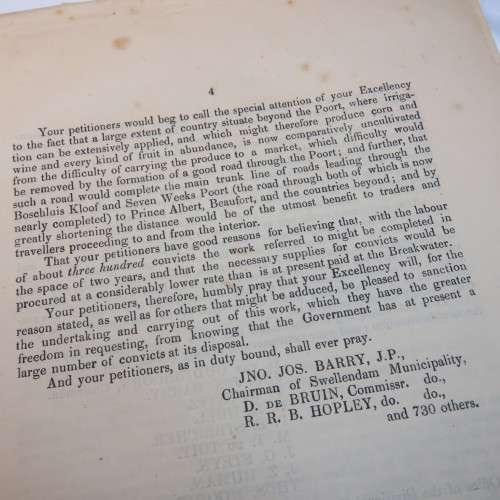 4
Your petitioners would beg to call the special attention of your Excellency
to the fact that a large extent of country situate beyond the Poort, where irriga-
tion can be extensively applied, and which might therefore produce corn and
wine and every kind of fruit in abundance, is now comparatively uncultivated
from the difficulty of carrying the produce to a market, which difficulty would
be removed by the formation of a good road through the Poort; and further, that
such a road would complete the main trunk line of roads leading through the
Boschluis Kloof and Seven Weeks Poort (the road through both of which is now
nearly completed) to Prince Albert, Beaufort, and the countries beyond; and by
greatly shortening the distance would be of the utmost benefit to traders and
travellers proceeding to and from the interior.
That your petitioners have good reasons for believing that, with the labour
of about three hundred convicts the work referred to might be completed in
the space of two years, and that the necessary supplies for convicts would be
procured at a considerably lower rate than is at present paid at the Breakwater.
Your petitioners, therefore, humbly pray that your Excellency will, for the
reason stated, as well as for others that might be adduced, be pleased to sanction
the undertaking and carrying out of this work, which they have the greater
freedom in requesting, from knowing that the Government has at present a
large number of convicts at its disposal.
And your petitioners, as in duty bound, shall ever pray.
JNO. JOS. BARRY, J.P.,
Chairman of Swellendam Municipality,
D. DE BRUIN, Commissr. do.,
R. R. B. HOPLEY, do. do.,
and 730 others.